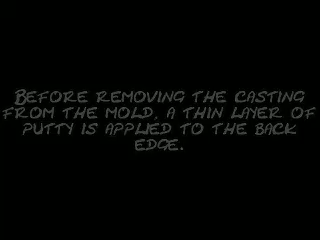 Before removing the casting
from the mold, a thin layer of
putty is applied to the back
edge.